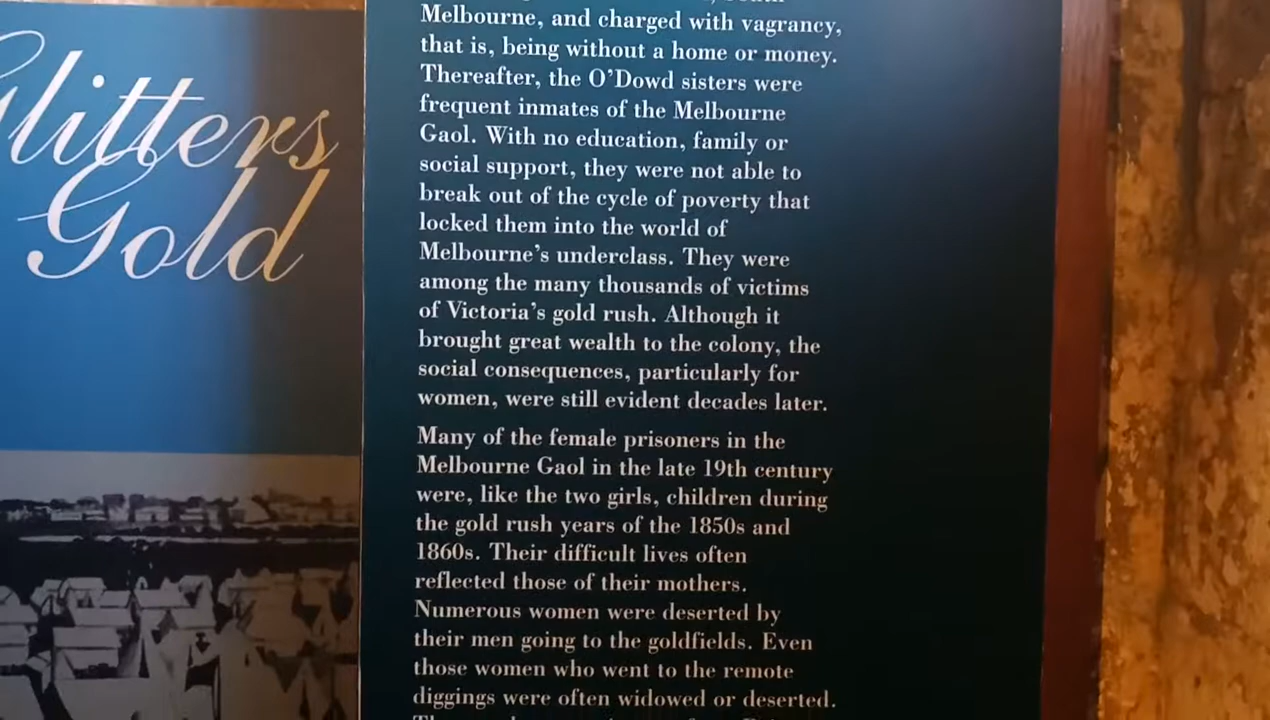 Glitters
Gold
Melbourne, and charged with vagrancy,
that is, being without a home or money.
Thereafter, the O'Dowd sisters were
frequent inmates of the Melbourne
Gaol. With no education, family or
social support, they were not able to
break out of the cycle of poverty that
locked them into the world of
Melbourne's underclass. They were
among the many thousands of victims
of Victoria's gold rush. Although it
brought great wealth to the colony, the
social consequences, particularly for
women, were still evident decades later.
Many of the female prisoners in the
Melbourne Gaol in the late 19th century
were, like the two girls, children during
the gold rush years of the 1850s and
1860s. Their difficult lives often
reflected those of their mothers.
Numerous women were deserted by
their men going to the goldfields. Even
those women who went to the remote
diggings were often widowed or deserted.